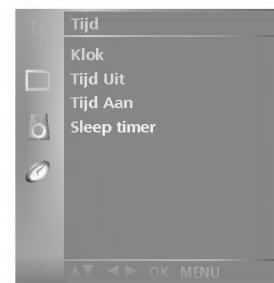 Tijd
Klok
Tijd Uit
Tijd Aan
Sleep timer
▲▼ ◄► OK MENU